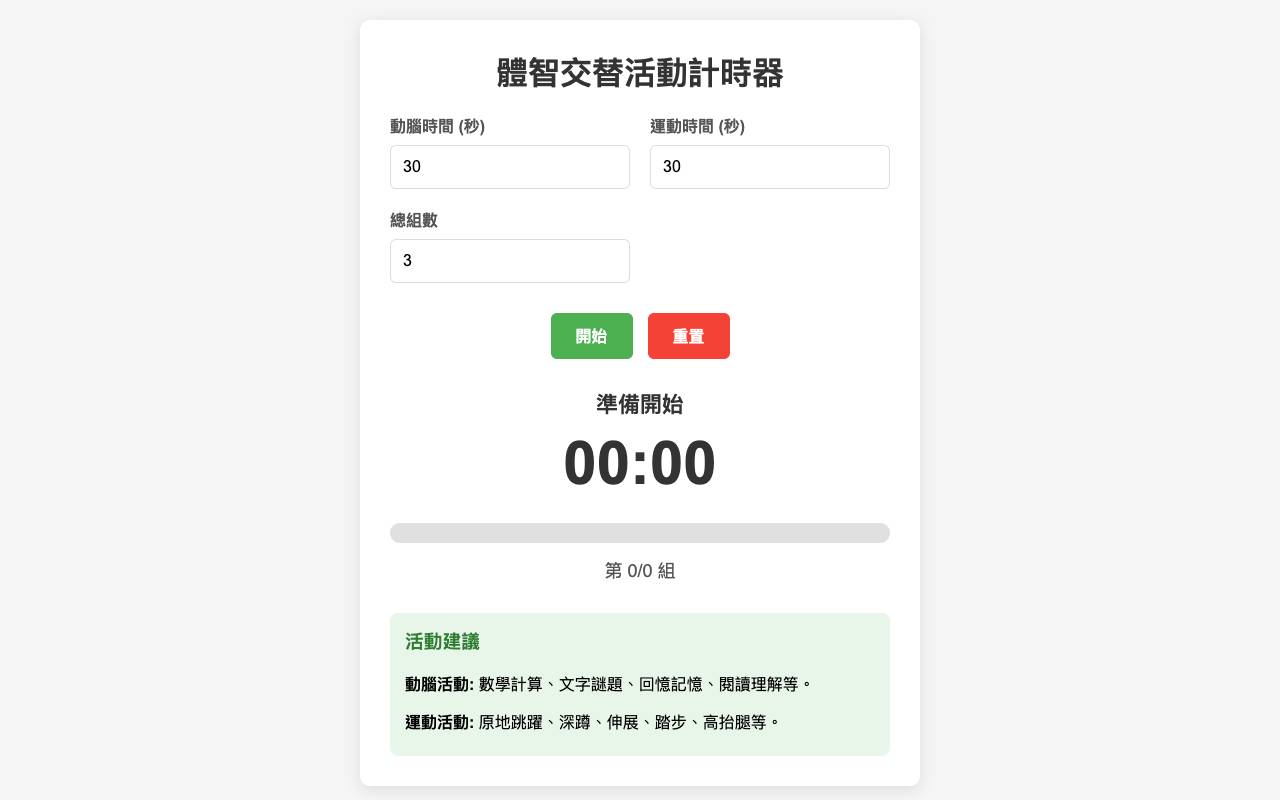 體智交替活動計時器
動腦時間 (秒)
運動時間 (秒)
30
30
總組數
3
開始
重置
準備開始
00:00
第 0/0 組
活動建議
動腦活動: 數學計算、文字謎題、回憶記憶、閱讀理解等。
運動活動: 原地跳躍、深蹲、伸展、踏步、高抬腿等。